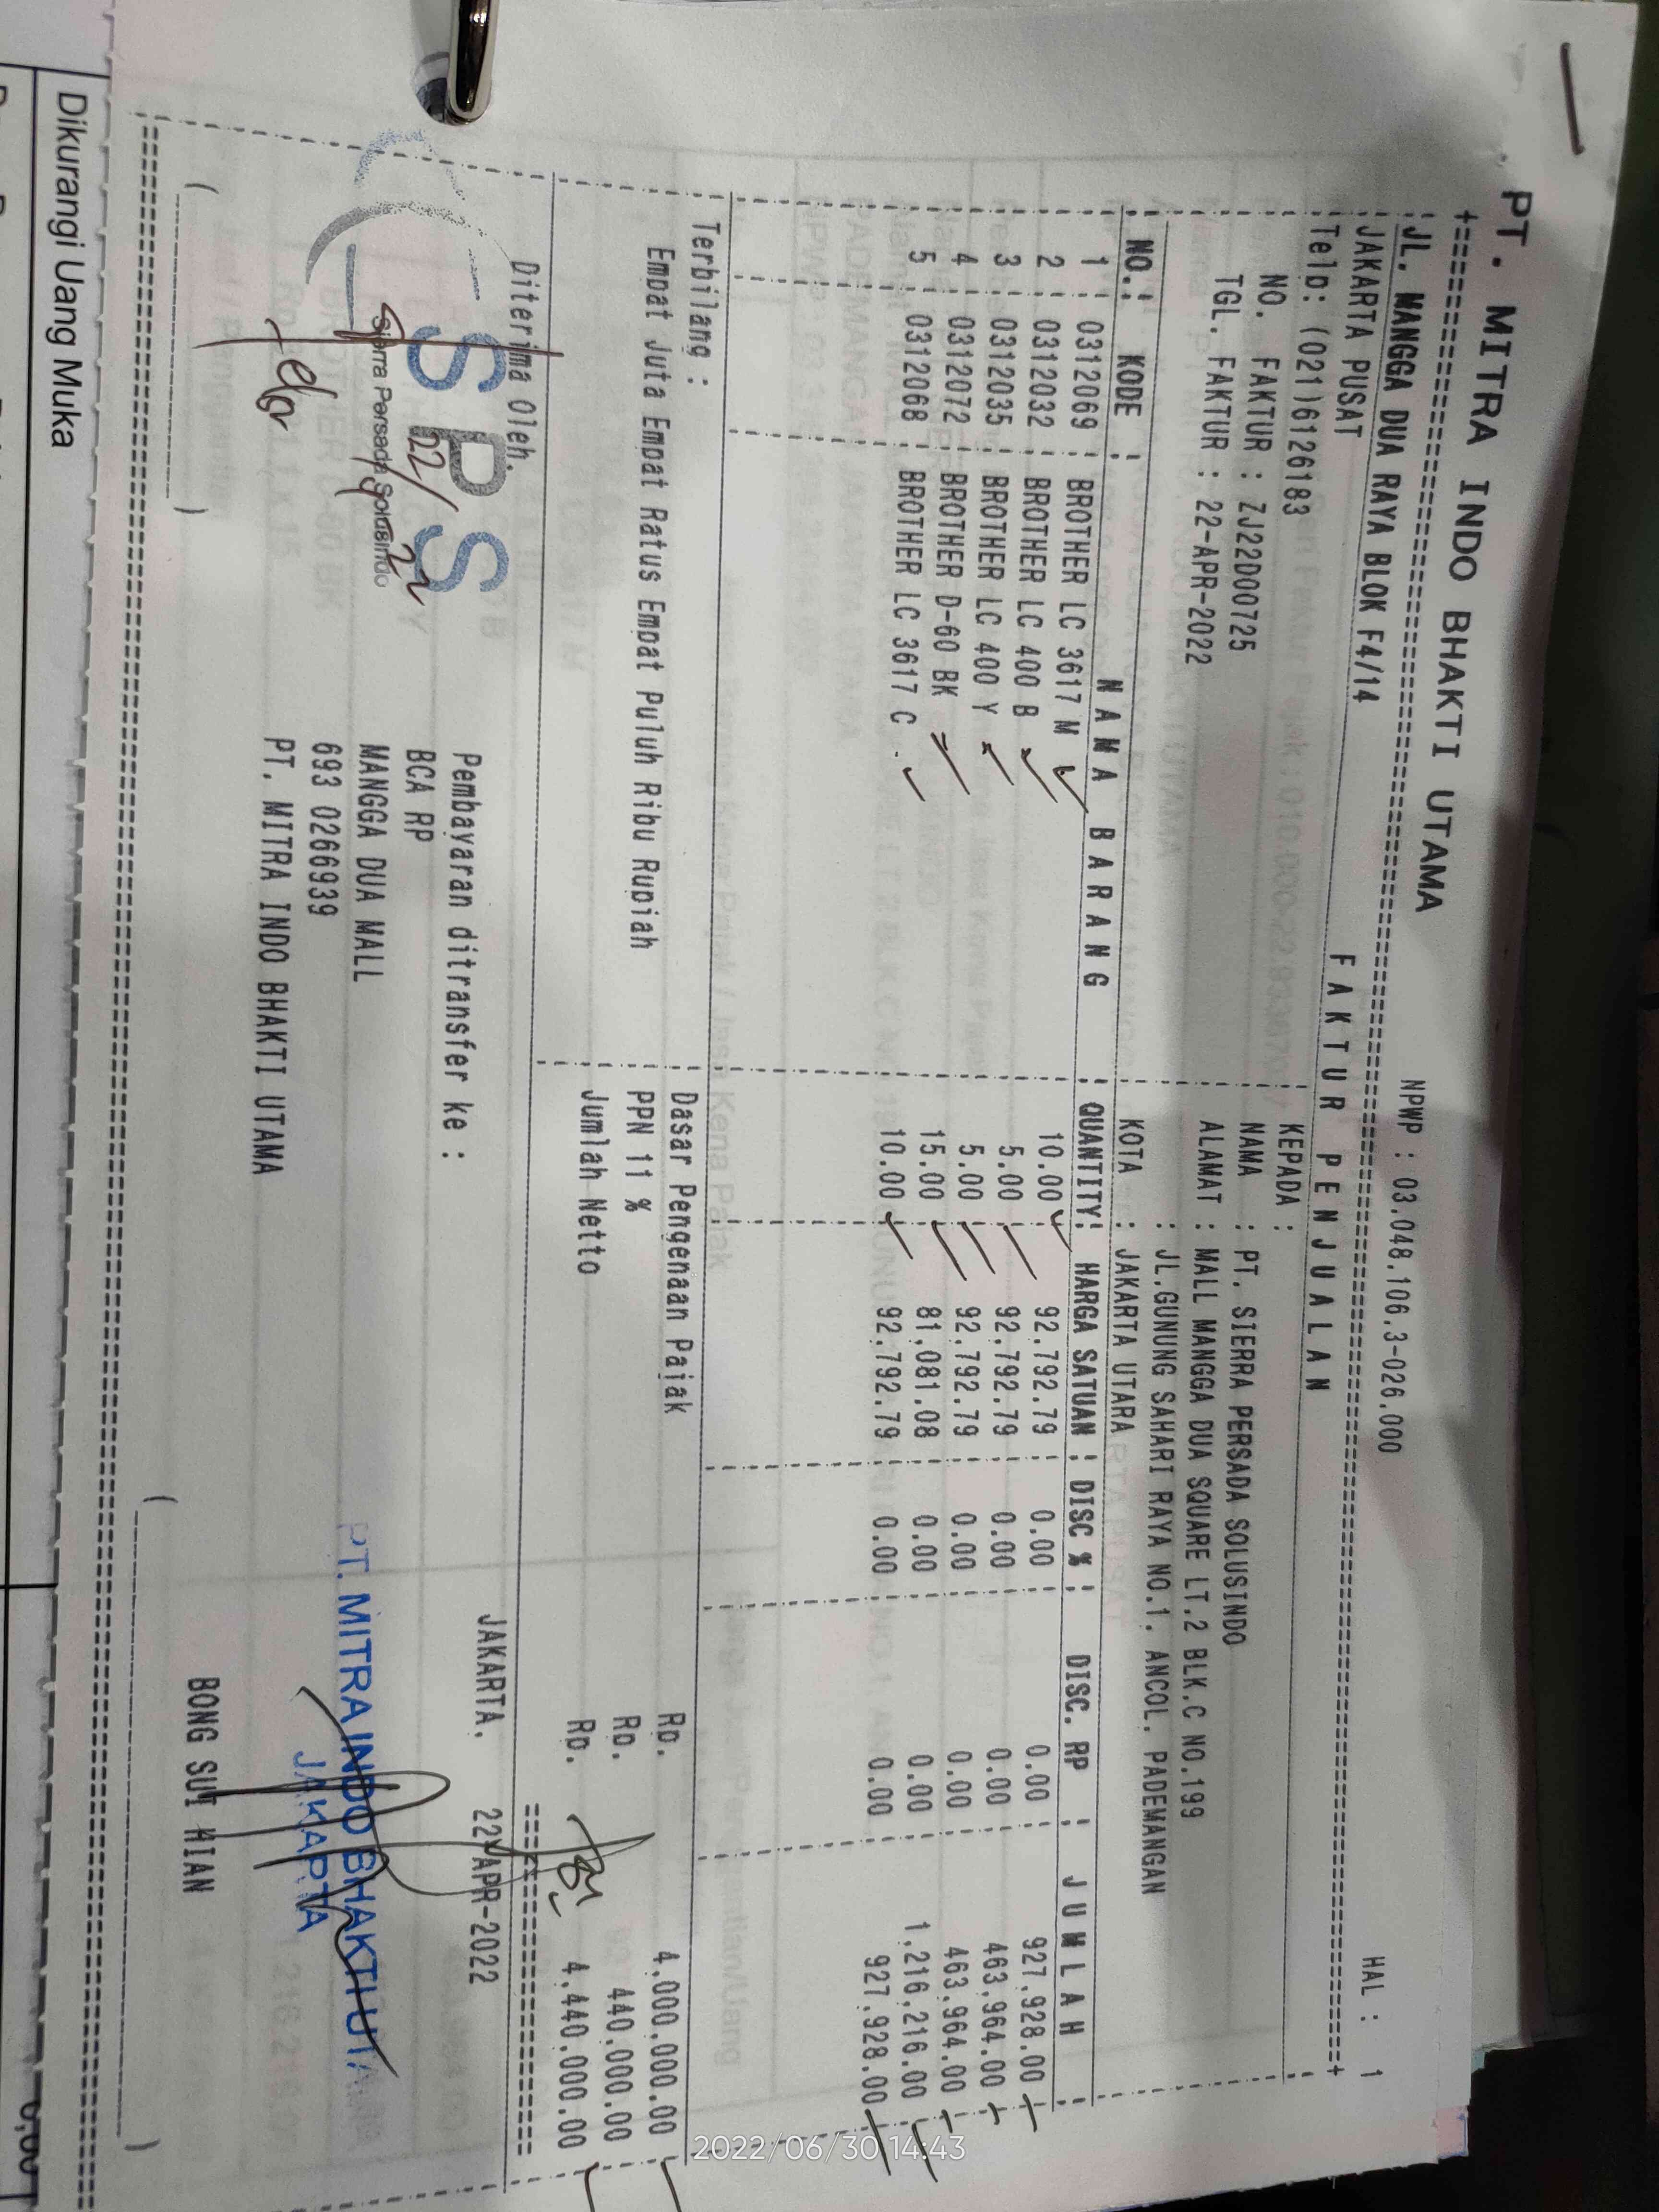 PT. MITRA INDO BHAKTI UTAMA
NPWP : 03.048.106.3-026.000
HAL : 1
JL. MANGGA DUA RAYA BLOK F4/14
JAKARTA PUSAT
FAKTUR PENJUALAN
Telp: (021)6126183
KEPADA :
NO. FAKTUR : ZJ22D00725
NAMA : PT. SIERRA PERSADA SOLUSINDO
TGL. FAKTUR : 22-APR-2022
ALAMAT : MALL MANGGA DUA SQUARE LT.2 BLK.C NO.199
: JL.GUNUNG SAHARI RAYA NO.1. ANCOL. PADEMANGAN
KOTA : JAKARTA UTARA
NO.: KODE : NAMA BARANG : QUANTITY: HARGA SATUAN : DISC % : DISC. RP : JUMLAH
1 : 0312069 : BROTHER LC 3617 M 10.00 92.792.79 0.00 0.00 927.928.00
2 : 0312032 : BROTHER LC 400 B 5.00 92.792.79 0.00 0.00 463.964.00
3 : 0312035 : BROTHER LC 400 Y 5.00 92.792.79 0.00 0.00 463.964.00
4 : 0312072 : BROTHER D-60 BK 15.00 81.081.08 0.00 0.00 1.216.216.00
5 : 0312068 : BROTHER LC 3617 C 10.00 92.792.79 0.00 0.00 927.928.00
Terbilang :
Empat Juta Empat Ratus Empat Puluh Ribu Rupiah
Dasar Pengenaan Pajak Rp. 4.000.000.00
PPN 11 % Rp. 440.000.00
Jumlah Netto Rp. 4.440.000.00
Diterima Oleh.
JAKARTA. 22-APR-2022
SPS
Sierra Persada Solusindo
Pembayaran ditransfer ke :
BCA RP
MANGGA DUA MALL
693 0266939
PT. MITRA INDO BHAKTI UTAMA
PT. MITRA INDO BHAKTI UTAMA
JAKARTA
BONG SUI HIAN
Dikurangi Uang Muka
0,00
2022/06/30 14:43